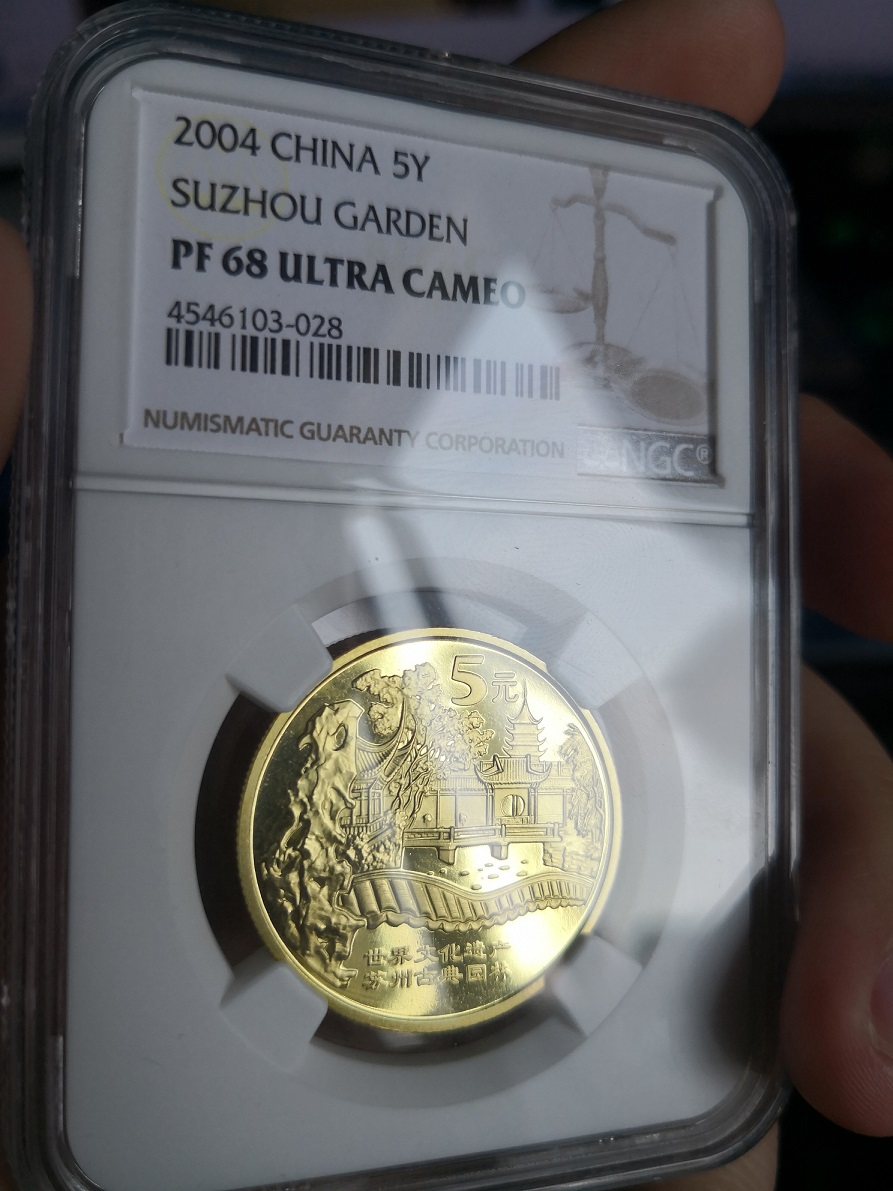 2004 CHINA 5Y
SUZHOU GARDEN
PF 68 ULTRA CAMEO
4546103-028
NUMISMATIC GUARANTY CORPORATION
NGC®
5元
世界文化遗产
苏州古典园林